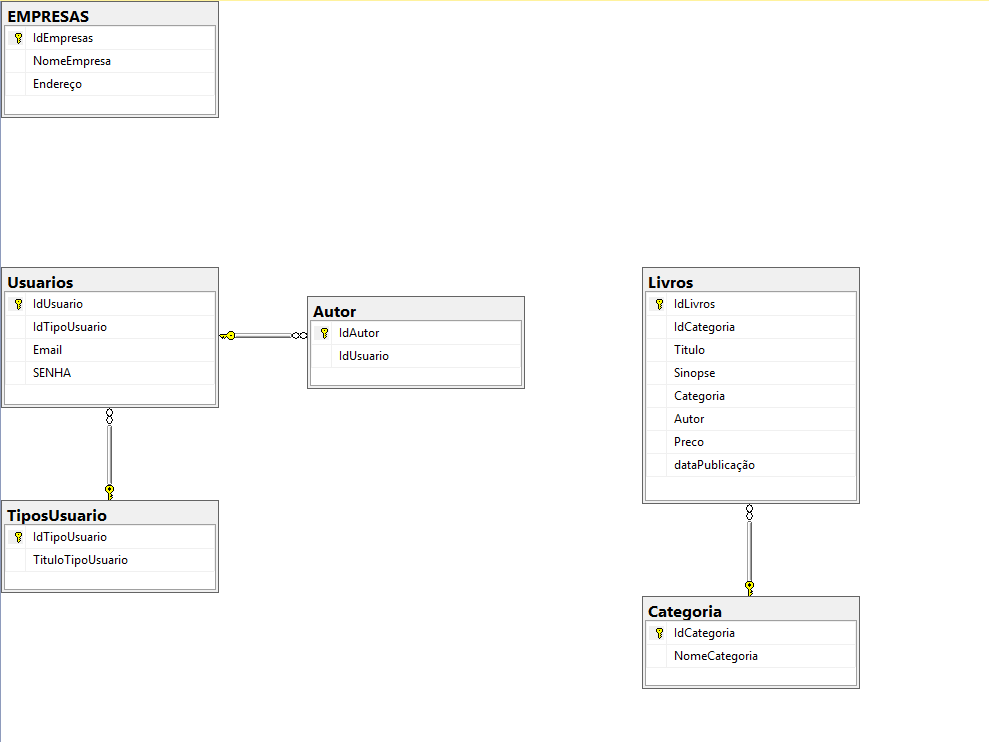 EMPRESAS
IdEmpresas
NomeEmpresa
Endereço
Usuarios
IdUsuario
IdTipoUsuario
Email
SENHA
Autor
IdAutor
IdUsuario
Livros
IdLivros
IdCategoria
Titulo
Sinopse
Categoria
Autor
Preco
dataPublicação
TiposUsuario
IdTipoUsuario
TituloTipoUsuario
Categoria
IdCategoria
NomeCategoria